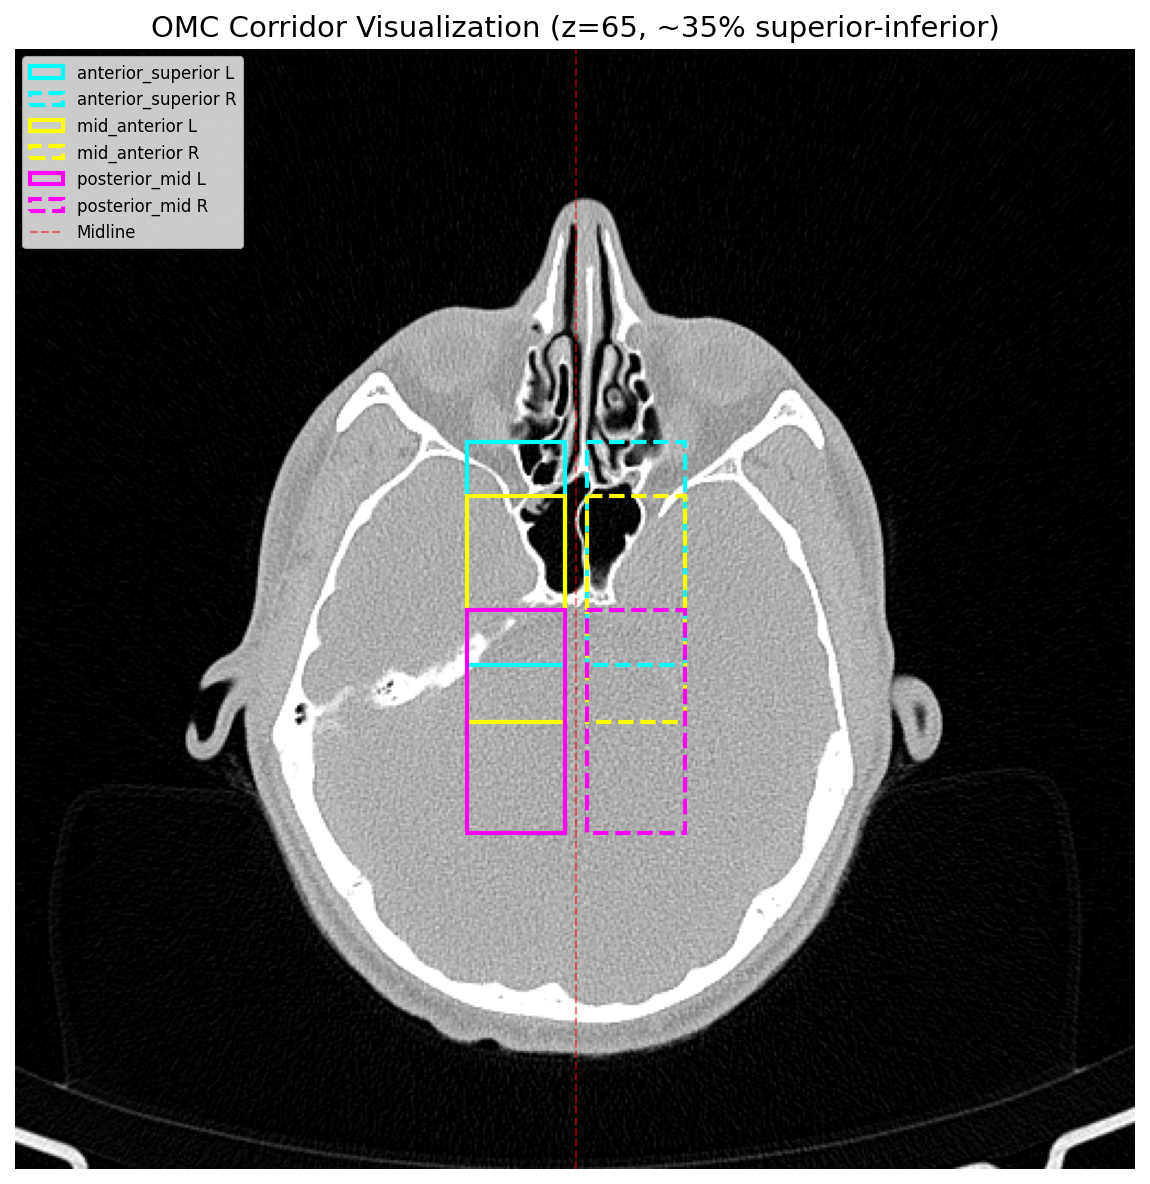 OMC Corridor Visualization (z=65, ~35% superior-inferior)
anterior_superior L
anterior_superior R
mid_anterior L
mid_anterior R
posterior_mid L
posterior_mid R
Midline